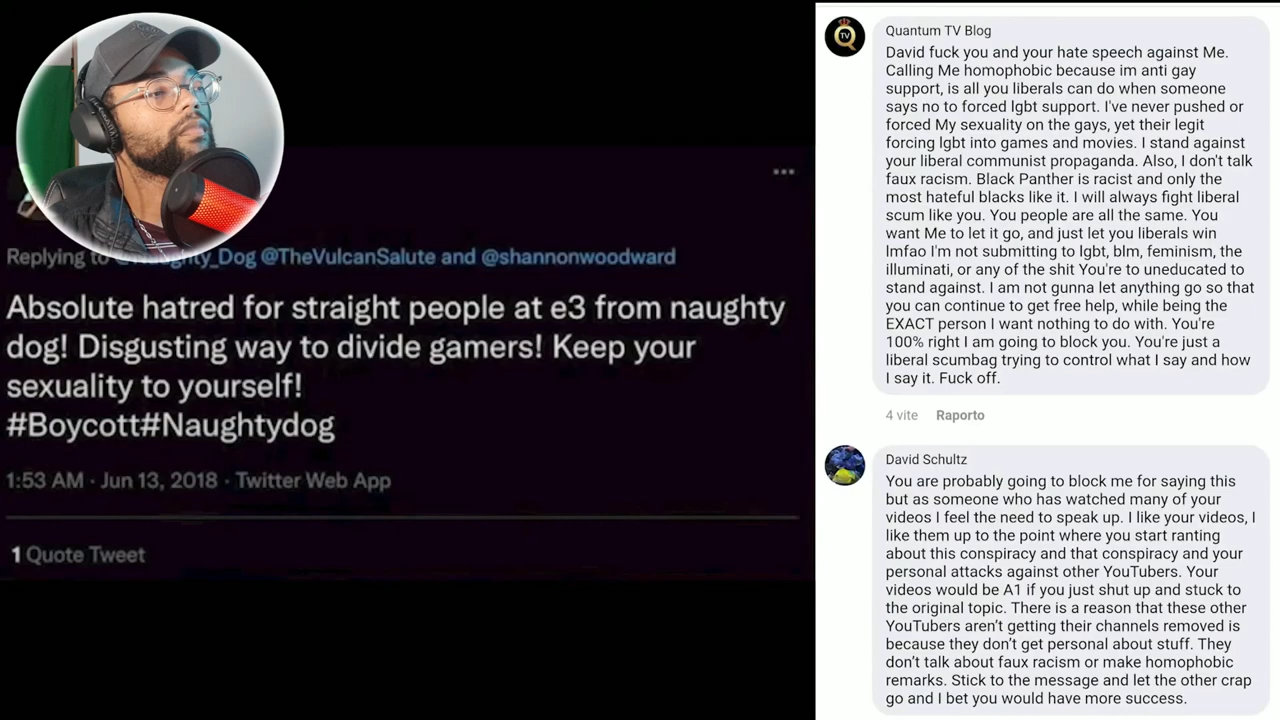 Replying to @Naughty_Dog @TheVulcanSalute and @shannonwoodward
Absolute hatred for straight people at e3 from naughty
dog! Disgusting way to divide gamers! Keep your
sexuality to yourself!
#Boycott#Naughtydog
1:53 AM · Jun 13, 2018 · Twitter Web App
1 Quote Tweet
TV
Quantum TV Blog
David fuck you and your hate speech against Me.
Calling Me homophobic because im anti gay
support, is all you liberals can do when someone
says no to forced lgbt support. I've never pushed or
forced My sexuality on the gays, yet their legit
forcing lgbt into games and movies. I stand against
your liberal communist propaganda. Also, I don't talk
faux racism. Black Panther is racist and only the
most hateful blacks like it. I will always fight liberal
scum like you. You people are all the same. You
want Me to let it go, and just let you liberals win
lmfao I'm not submitting to lgbt, blm, feminism, the
illuminati, or any of the shit You're to uneducated to
stand against. I am not gunna let anything go so that
you can continue to get free help, while being the
EXACT person I want nothing to do with. You're
100% right I am going to block you. You're just a
liberal scumbag trying to control what I say and how
I say it. Fuck off.
4 vite Raporto
David Schultz
You are probably going to block me for saying this
but as someone who has watched many of your
videos I feel the need to speak up. I like your videos, I
like them up to the point where you start ranting
about this conspiracy and that conspiracy and your
personal attacks against other YouTubers. Your
videos would be A1 if you just shut up and stuck to
the original topic. There is a reason that these other
YouTubers aren't getting their channels removed is
because they don't get personal about stuff. They
don't talk about faux racism or make homophobic
remarks. Stick to the message and let the other crap
go and I bet you would have more success.